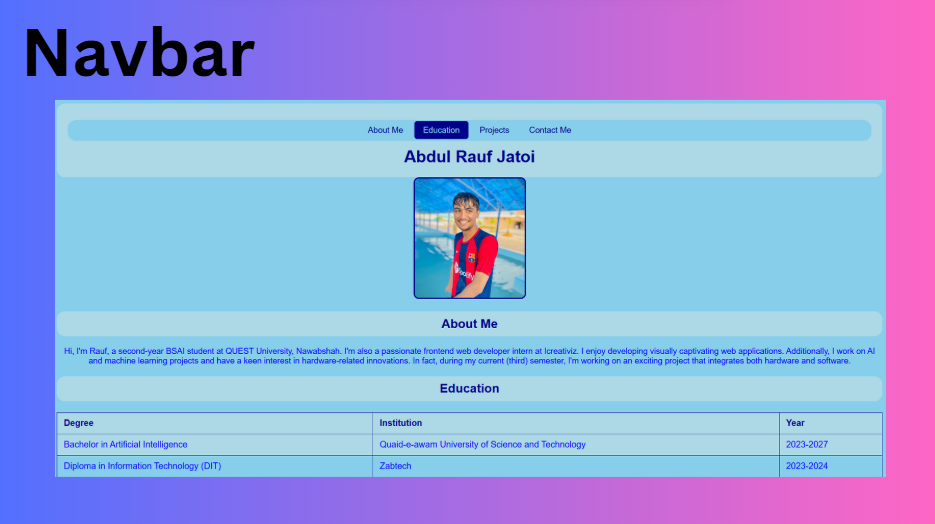 Navbar
About Me Education Projects Contact Me
Abdul Rauf Jatoi
Spotify
About Me
Hi, I'm Rauf, a second-year BSAI student at QUEST University, Nawabshah. I'm also a passionate frontend web developer intern at Icreativiz. I enjoy developing visually captivating web applications. Additionally, I work on AI
and machine learning projects and have a keen interest in hardware-related innovations. In fact, during my current (third) semester, I'm working on an exciting project that integrates both hardware and software.
Education
Degree Institution Year
Bachelor in Artificial Intelligence Quaid-e-awam University of Science and Technology 2023-2027
Diploma in Information Technology (DIT) Zabtech 2023-2024